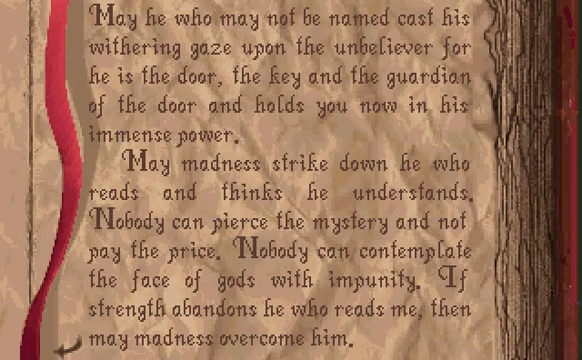 May he who may not be named cast his
withering gaze upon the unbeliever for
he is the door, the key and the guardian
of the door and holds you now in his
immense power.
May madness strike down he who
reads and thinks he understands.
Nobody can pierce the mystery and not
pay the price. Nobody can contemplate
the face of gods with impunity. If
strength abandons he who reads me, then
may madness overcome him.